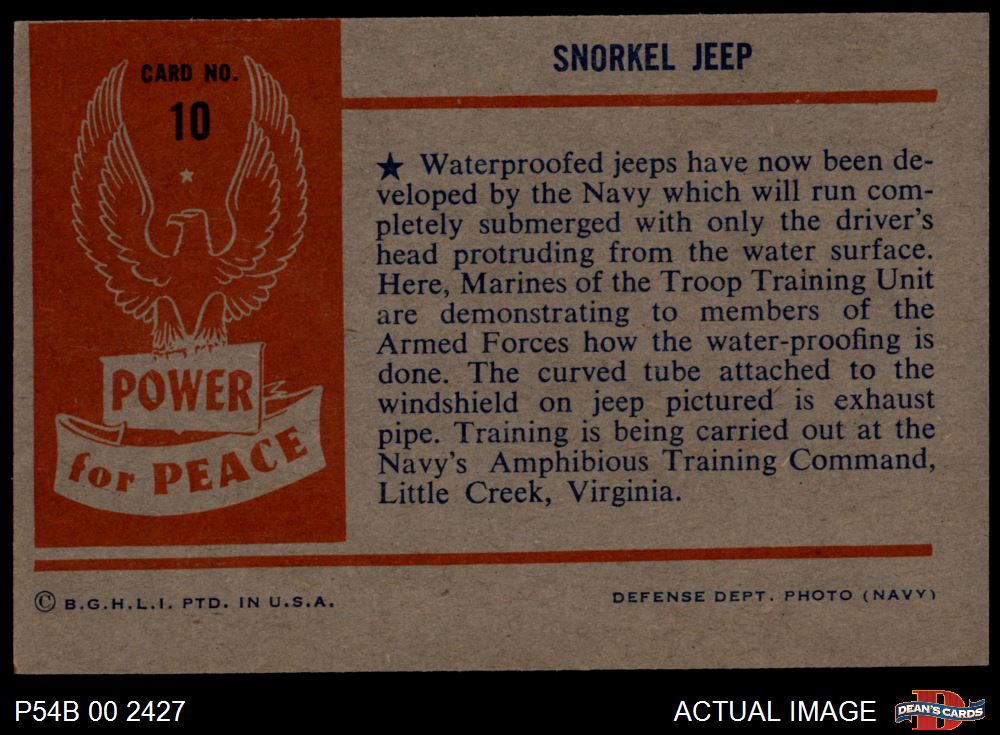 CARD NO.
10
POWER
for PEACE
SNORKEL JEEP
★ Waterproofed jeeps have now been de-
veloped by the Navy which will run com-
pletely submerged with only the driver's
head protruding from the water surface.
Here, Marines of the Troop Training Unit
are demonstrating to members of the
Armed Forces how the water-proofing is
done. The curved tube attached to the
windshield on jeep pictured is exhaust
pipe. Training is being carried out at the
Navy's Amphibious Training Command,
Little Creek, Virginia.
© B.G.H.L.I. PTD. IN U.S.A.
DEFENSE DEPT. PHOTO (NAVY)
P54B 00 2427
ACTUAL IMAGE
DEAN'S CARDS